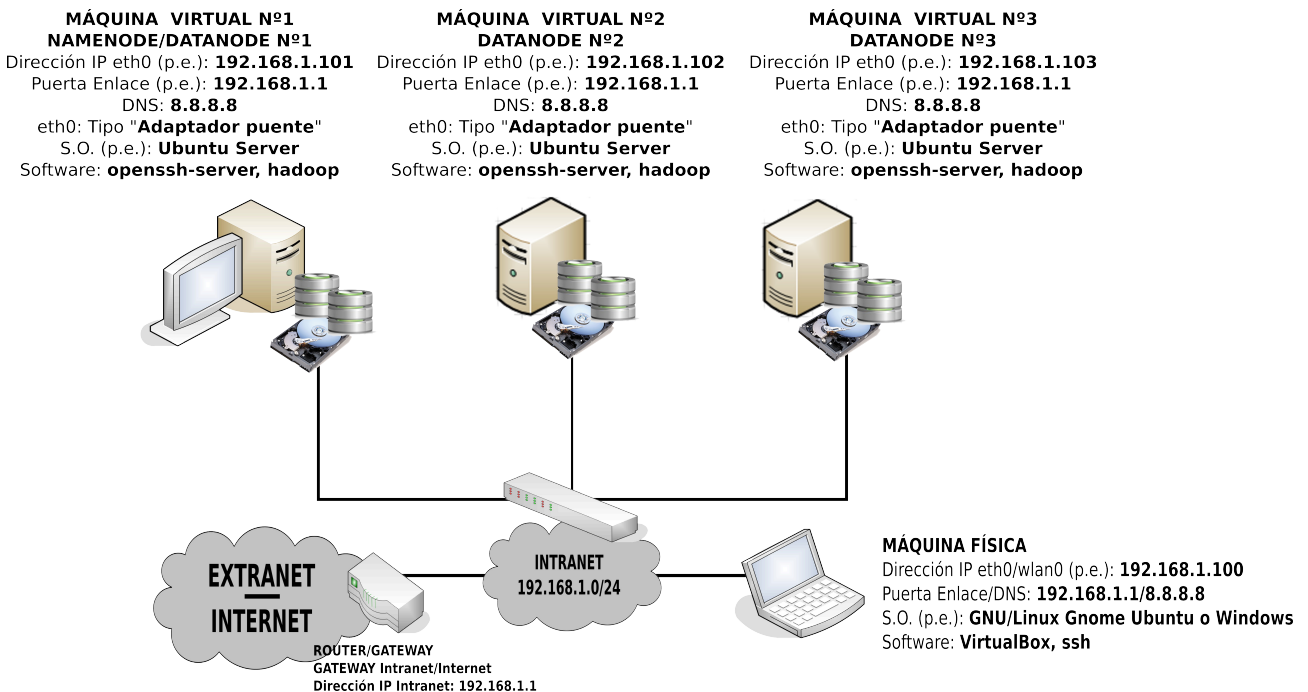 MÁQUINA  VIRTUAL Nº1
NAMENODE/DATANODE Nº1
Dirección IP eth0 (p.e.): 192.168.1.101
Puerta Enlace (p.e.): 192.168.1.1
DNS: 8.8.8.8
eth0: Tipo "Adaptador puente"
S.O. (p.e.): Ubuntu Server
Software: openssh-server, hadoop
MÁQUINA  VIRTUAL Nº2
DATANODE Nº2
Dirección IP eth0 (p.e.): 192.168.1.102
Puerta Enlace (p.e.): 192.168.1.1
DNS: 8.8.8.8
eth0: Tipo "Adaptador puente"
S.O. (p.e.): Ubuntu Server
Software: openssh-server, hadoop
MÁQUINA  VIRTUAL Nº3
DATANODE Nº3
Dirección IP eth0 (p.e.): 192.168.1.103
Puerta Enlace (p.e.): 192.168.1.1
DNS: 8.8.8.8
eth0: Tipo "Adaptador puente"
S.O. (p.e.): Ubuntu Server
Software: openssh-server, hadoop
EXTRANET
INTERNET
ROUTER/GATEWAY
GATEWAY Intranet/Internet
Dirección IP Intranet: 192.168.1.1
INTRANET
192.168.1.0/24
MÁQUINA FÍSICA
Dirección IP eth0/wlan0 (p.e.): 192.168.1.100
Puerta Enlace/DNS: 192.168.1.1/8.8.8.8
S.O. (p.e.): GNU/Linux Gnome Ubuntu o Windows
Software: VirtualBox, ssh